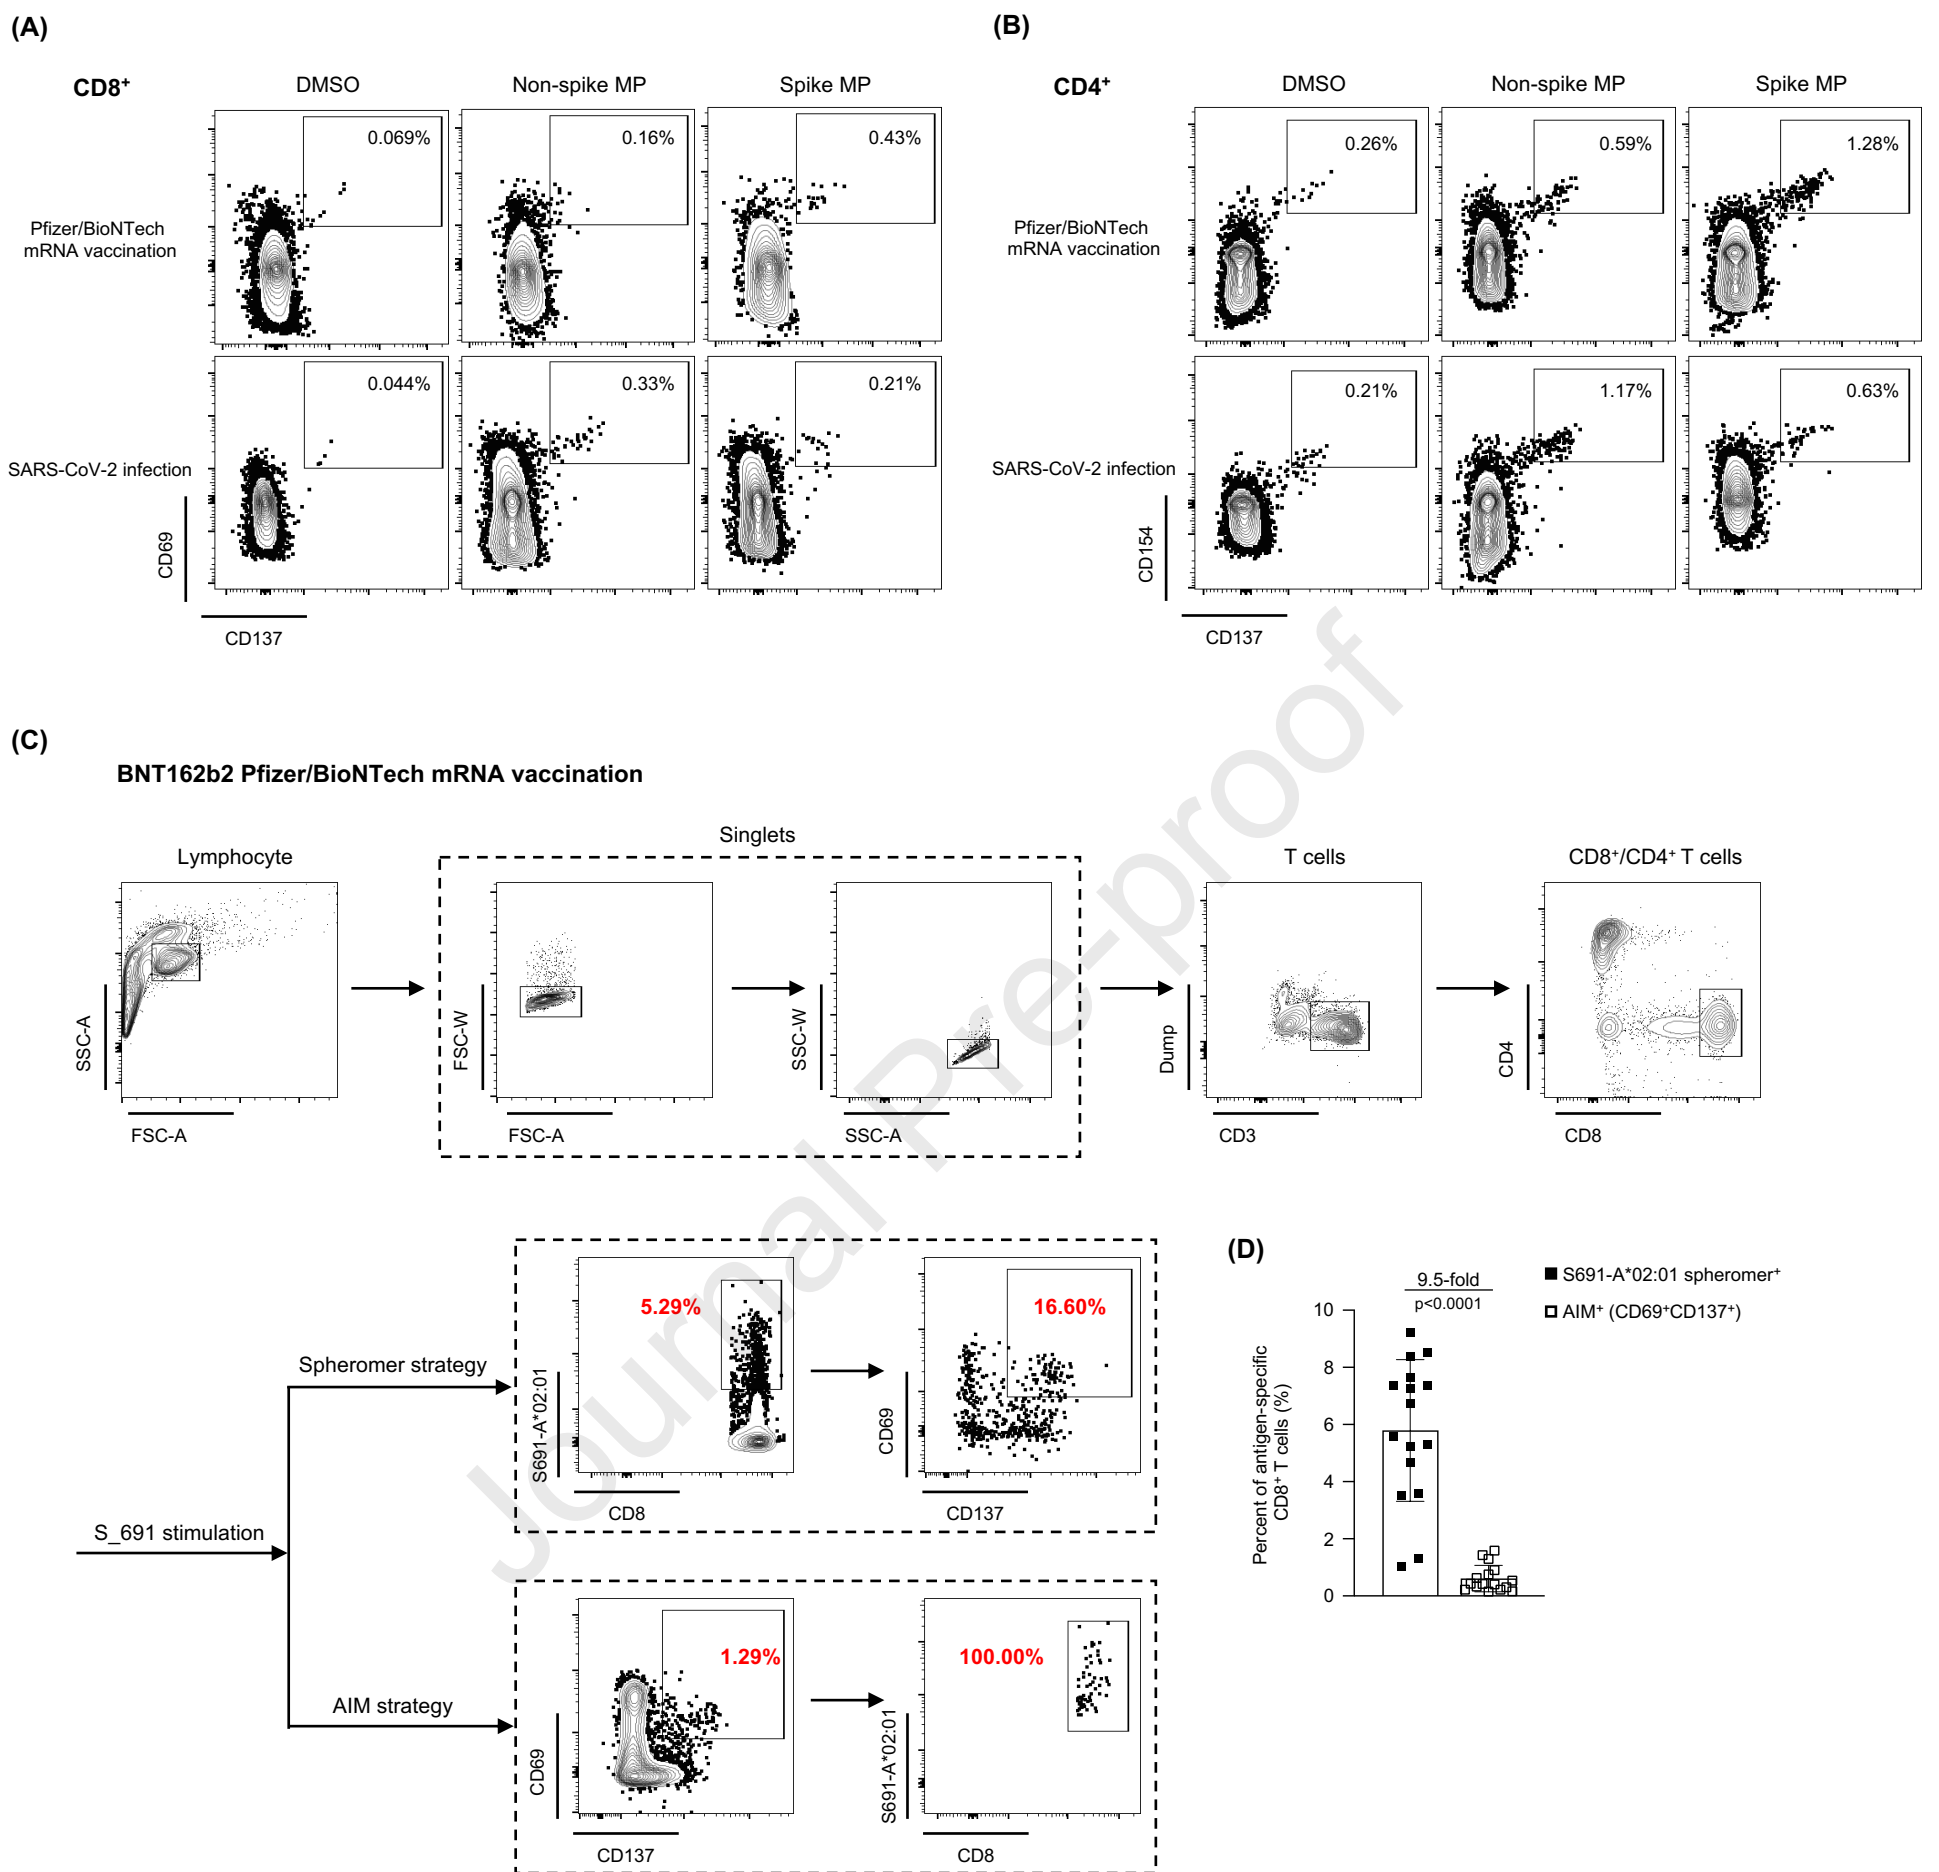 (A)
CD8⁺
DMSO
Non-spike MP
Spike MP
Pfizer/BioNTech
mRNA vaccination
0.069%
0.16%
0.43%
SARS-CoV-2 infection
0.044%
0.33%
0.21%
CD69
CD137
(B)
CD4⁺
DMSO
Non-spike MP
Spike MP
Pfizer/BioNTech
mRNA vaccination
0.26%
0.59%
1.28%
SARS-CoV-2 infection
0.21%
1.17%
0.63%
CD154
CD137
(C)
BNT162b2 Pfizer/BioNTech mRNA vaccination
Lymphocyte
Singlets
T cells
CD8⁺/CD4⁺ T cells
SSC-A
FSC-A
FSC-W
FSC-A
SSC-W
SSC-A
Dump
CD3
CD4
CD8
S_691 stimulation
Spheromer strategy
5.29%
S691-A*02:01
CD8
16.60%
CD69
CD137
AIM strategy
1.29%
CD69
CD137
100.00%
S691-A*02:01
CD8
(D)
9.5-fold
p<0.0001
S691-A*02:01 spheromer⁺
AIM⁺ (CD69⁺CD137⁺)
Percent of antigen-specific
CD8⁺ T cells (%)
10
8
6
4
2
0
Journal Pre-proof